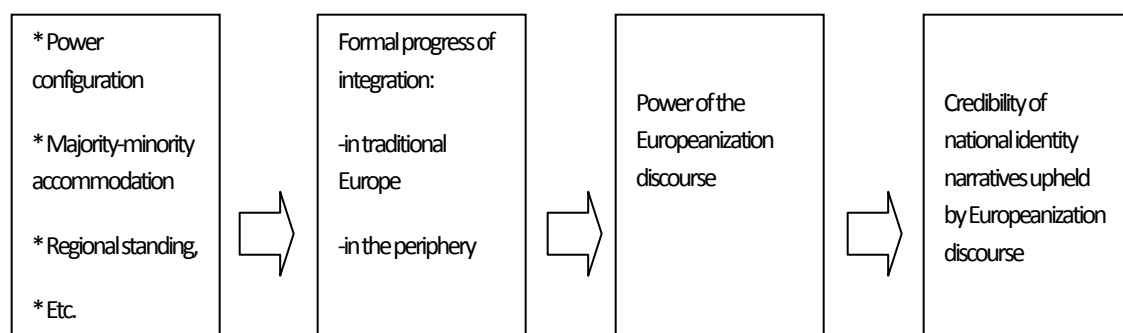 * Power
configuration
* Majority-minority
accommodation
* Regional standing,
* Etc.
Formal progress of
integration:
-in traditional
Europe
-in the periphery
Power of the
Europeanization
discourse
Credibility of
national identity
narratives upheld
by Europeanization
discourse